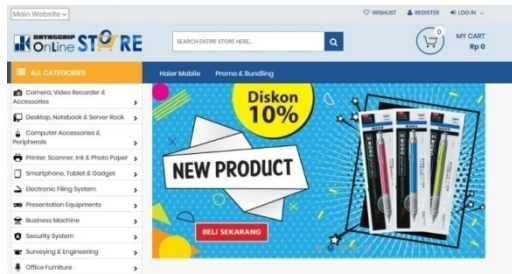 Main Website
WISHLIST
REGISTER
LOG IN
DATASCRIP
OnLine STORE
SEARCH ENTIRE STORE HERE...
0
MY CART
Rp 0
ALL CATEGORIES
Haier Mobile
Promo & Bundling
Camera, Video Recorder &
Accessories
Desktop, Notebook & Server Rack
Computer Accessories &
Peripherals
Printer, Scanner, Ink & Photo Paper
Smartphone, Tablet & Gadget
Electronic Filing System
Presentation Equipments
Business Machine
Security System
Surveying & Engineering
Office Furniture
Diskon
10%
NEW PRODUCT
BELI SEKARANG